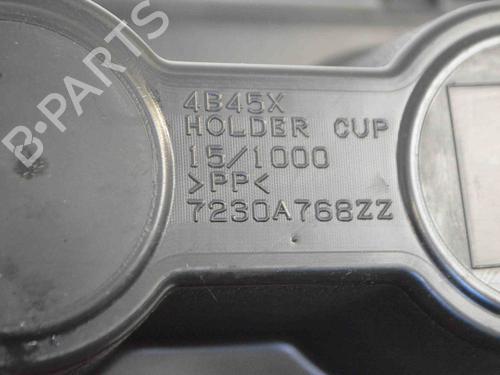 B-PARTS
4B45X
HOLDER CUP
15/1000
>PP<
7230A768ZZ